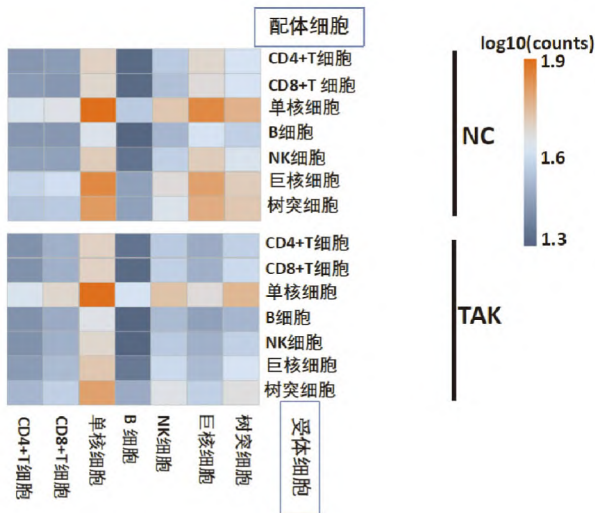 配体细胞
log10(counts)
1.9
1.6
1.3
CD4+T细胞
CD8+T 细胞
单核细胞
B细胞
NK细胞
巨核细胞
树突细胞
NC
CD4+T细胞
CD8+T细胞
单核细胞
B细胞
NK细胞
巨核细胞
树突细胞
TAK
CD4+T细胞
CD8+T细胞
单核细胞
B 细胞
NK细胞
巨核细胞
树突细胞
受体细胞